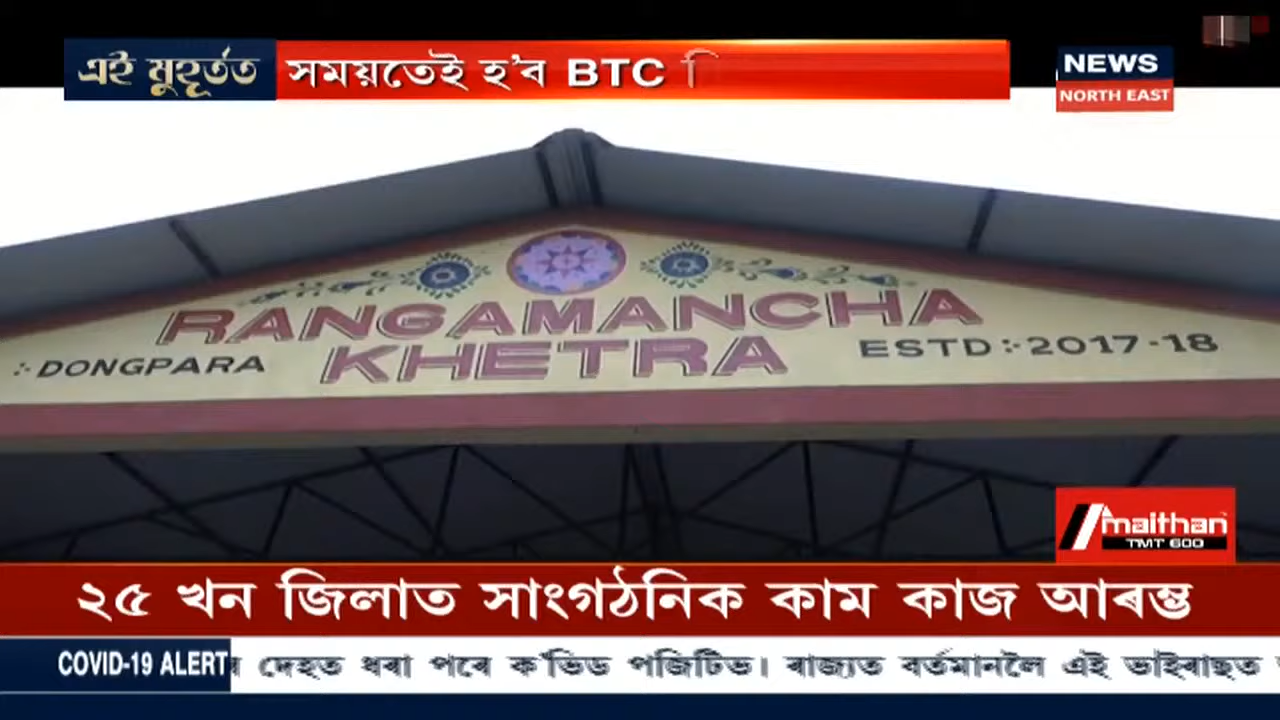 এই মুহূৰ্তত
সময়তেই হ'ব BTC
NEWS
NORTH EAST
RANGAMANCHA
KHETRA
:-DONGPARA
ESTD:-2017-18
maithan
TMT 600
২৫ খন জিলাত সাংগঠনিক কাম কাজ আৰম্ভ
COVID-19 ALERT
দেহত ধৰা পৰে ক'ভিড পজিটিভ। ৰাজ্যত বৰ্তমানলৈ এই ভাইৰাছত